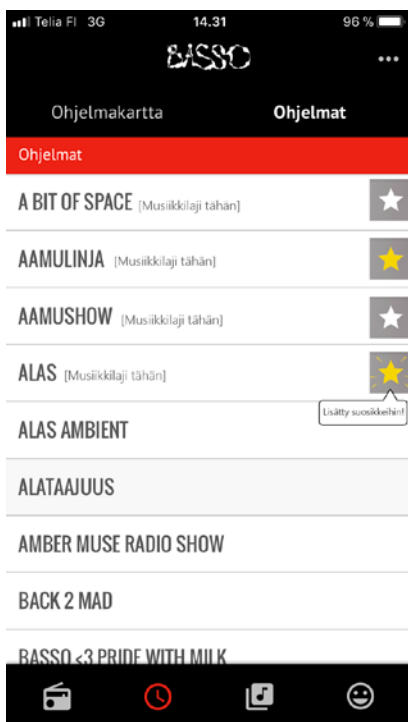 Telia FI 3G 14.31 96 %
BASSO
Ohjelmakartta Ohjelmat
Ohjelmat
A BIT OF SPACE [Musiikkilaji tähän]
AAMULINJA [Musiikkilaji tähän]
AAMUSHOW [Musiikkilaji tähän]
ALAS [Musiikkilaji tähän]
Lisätty suosikkeihin!
ALAS AMBIENT
ALATAAJUUS
AMBER MUSE RADIO SHOW
BACK 2 MAD
BASSO <3 PRIDE WITH MILK